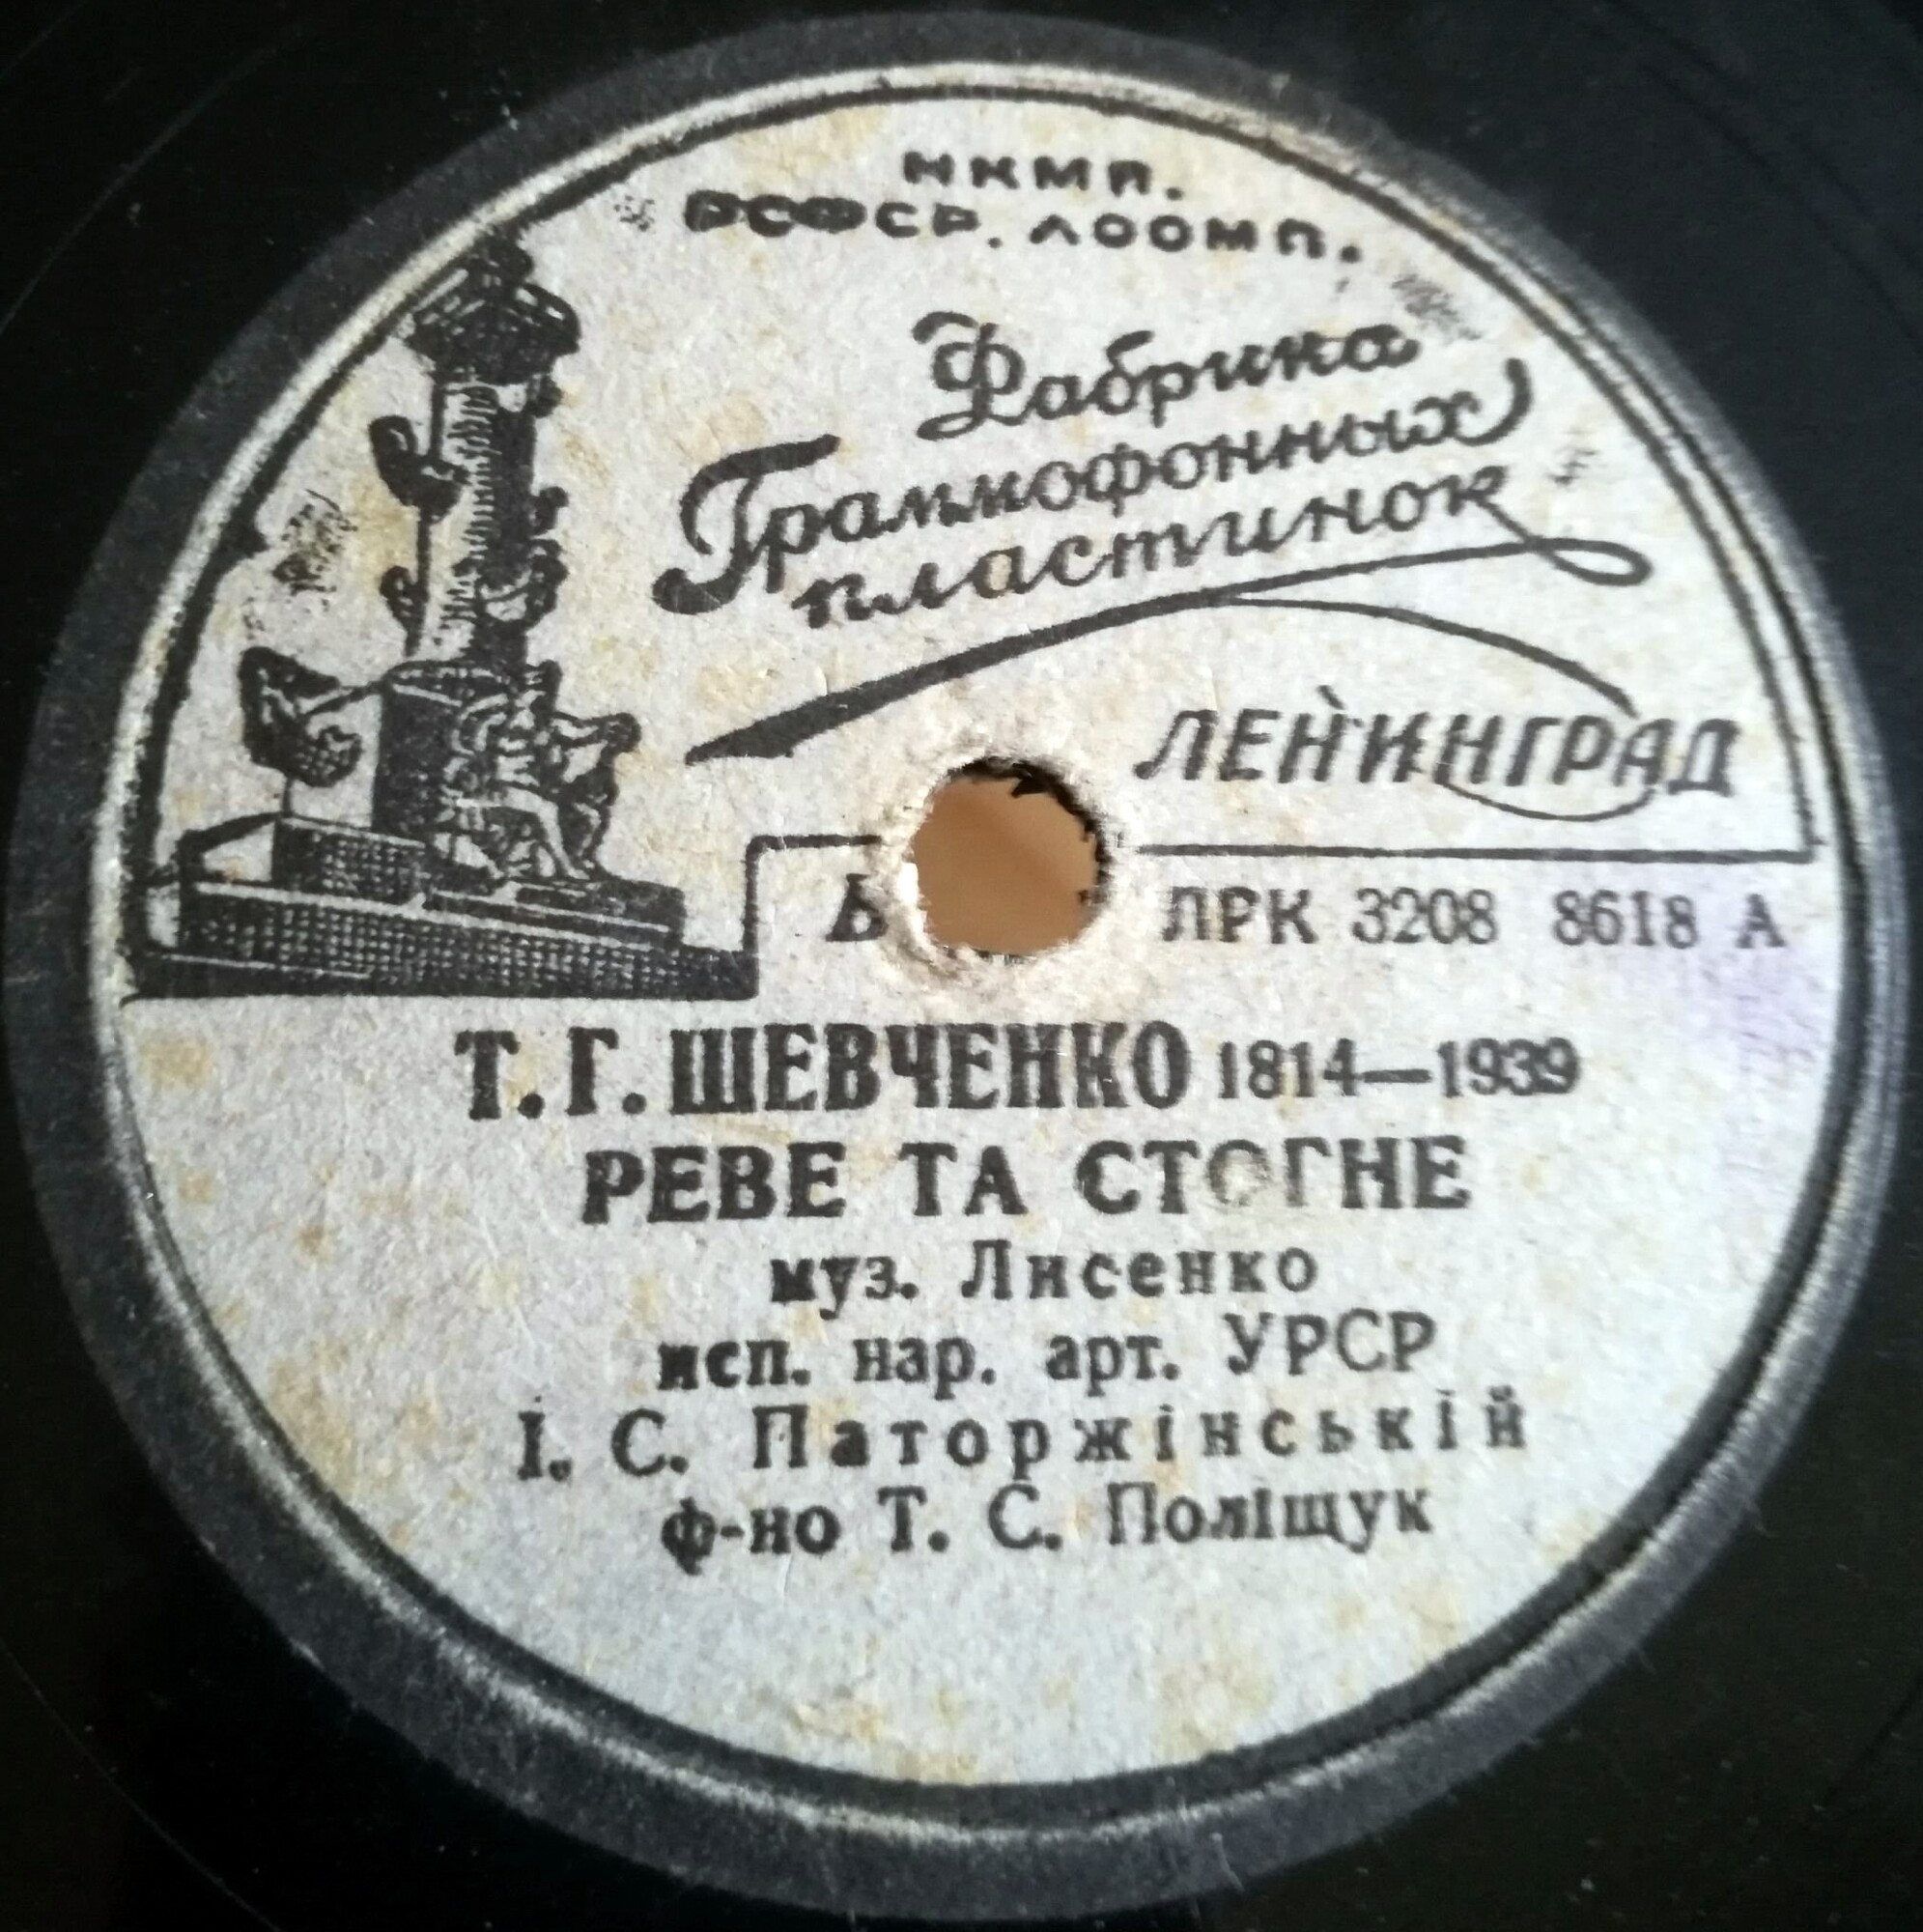 НКМП.
РСФСР. ЛООМП.
Фабрика
Граммофонных
пластинок
ЛЕНИНГРАД
Б ЛРК 3208 8618 А
Т. Г. ШЕВЧЕНКО 1814—1939
РЕВЕ ТА СТОГНЕ
муз. Лисенко
исп. нар. арт. УРСР
І. С. Паторжінській
ф-но Т. С. Поліщук